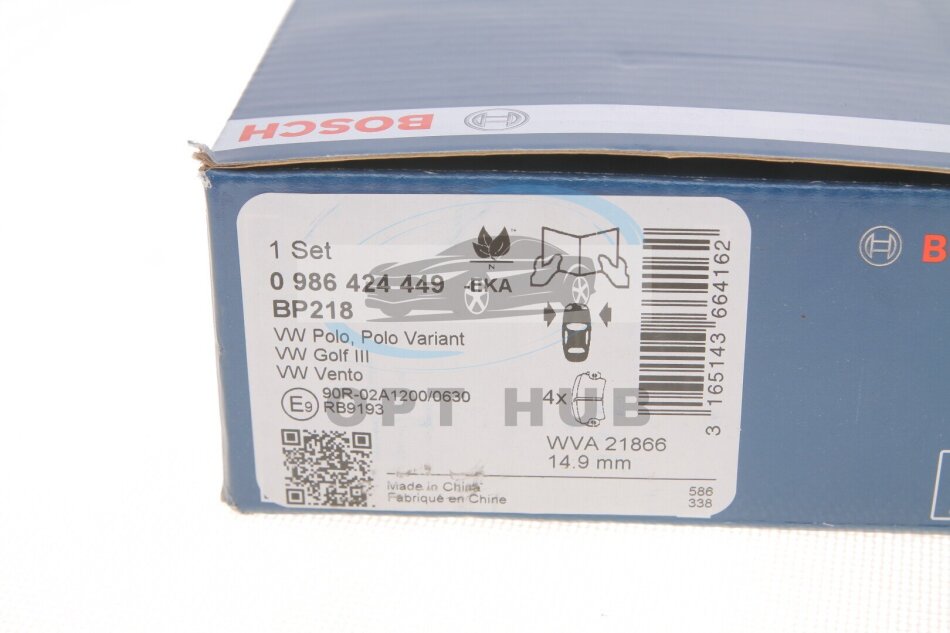 BOSCH
1 Set
0 986 424 449 -EKA
BP218
VW Polo, Polo Variant
VW Golf III
VW Vento
E9 90R-02A1200/0630
RB9193
4x
WVA 21866
14.9 mm
Made in China
Fabriqué en Chine
586
338
3 165143 664162
OPT HUB
B